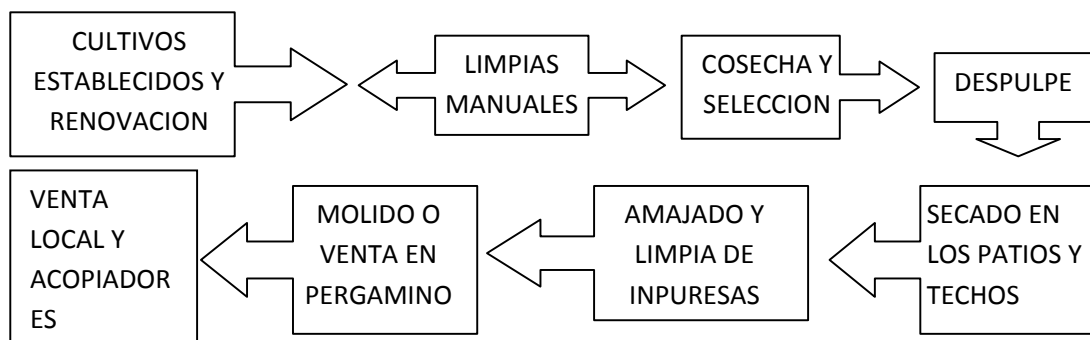 CULTIVOS
ESTABLECIDOS Y
RENOVACION
LIMPIAS
MANUALES
COSECHA Y
SELECCION
DESPULPE
SECADO EN
LOS PATIOS Y
TECHOS
AMAJADO Y
LIMPIA DE
INPURESAS
MOLIDO O
VENTA EN
PERGAMINO
VENTA
LOCAL Y
ACOPIADOR
ES